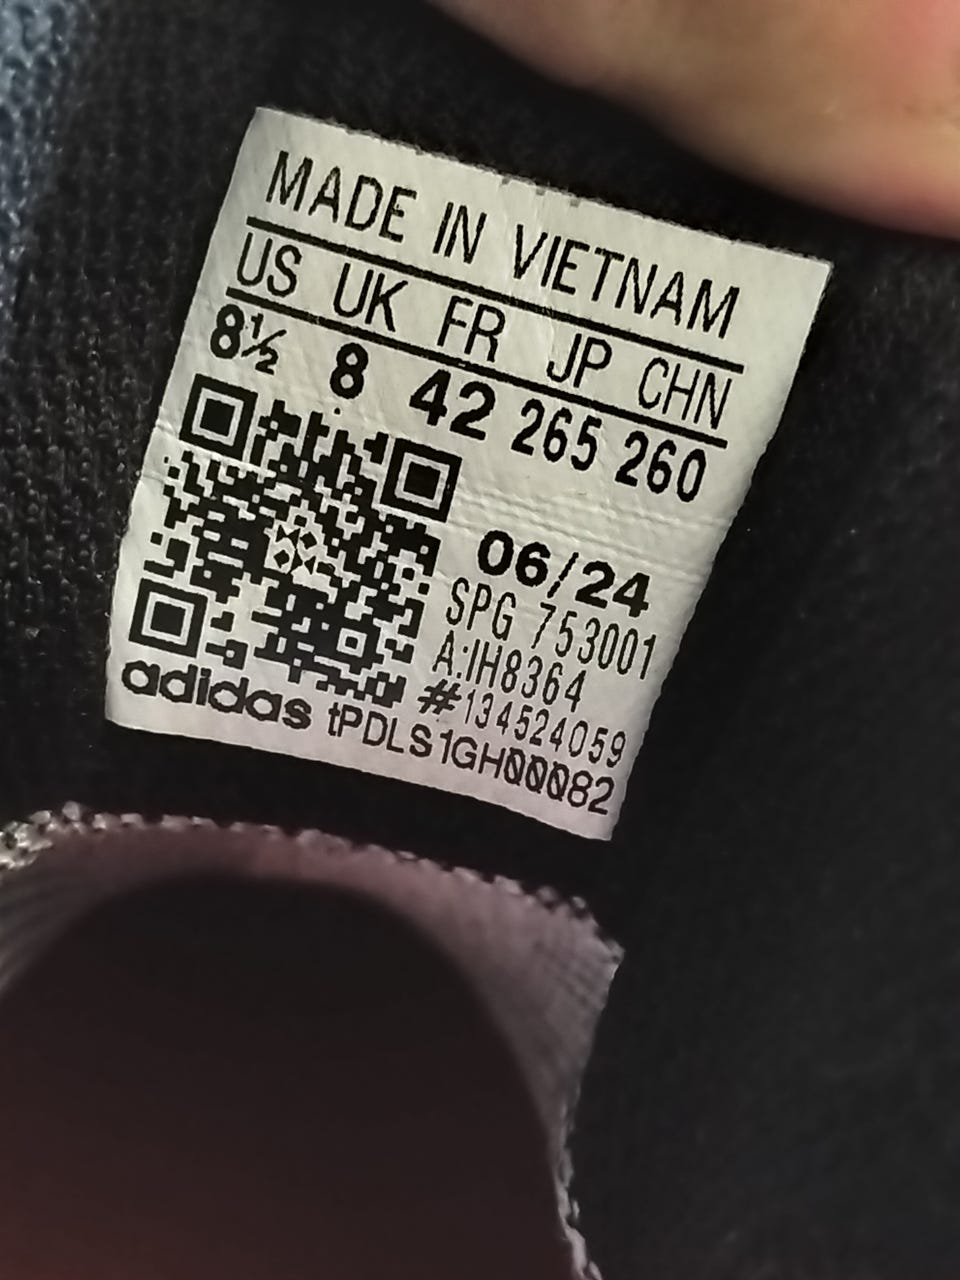 MADE IN VIETNAM
US UK FR JP CHN
8½ 8 42 265 260
06/24
SPG 753001
A:IH8364
#134524059
adidas tPDLS1GH00082